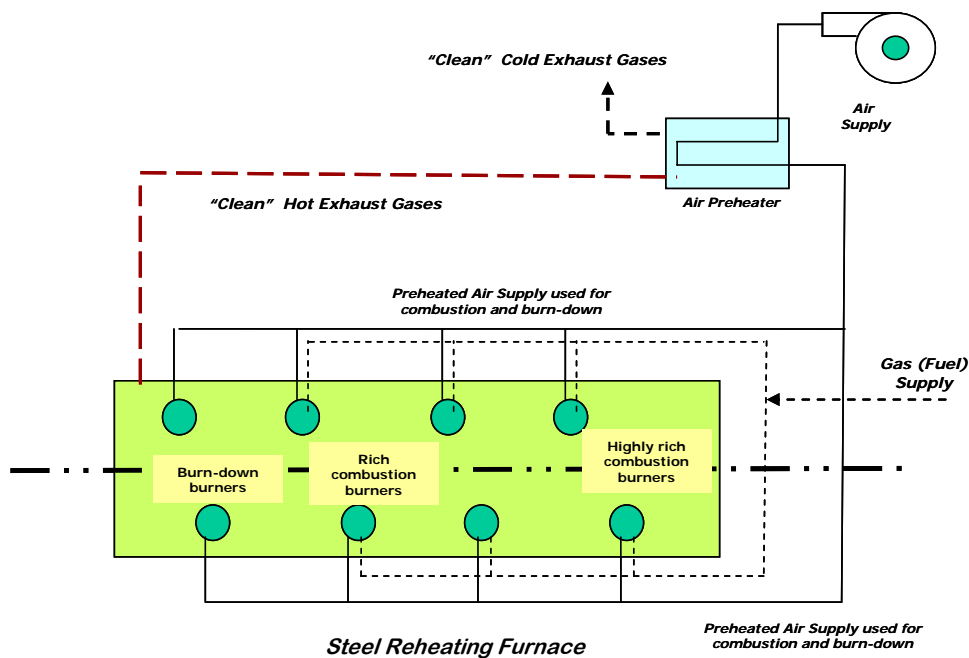 “Clean”  Cold Exhaust Gases
Air
Supply
Air Preheater
“Clean”  Hot Exhaust Gases
Preheated Air Supply used for
combustion and burn-down
Gas (Fuel)
Supply
Burn-down
burners
Rich
combustion
burners
Highly rich
combustion
burners
Preheated Air Supply used for
combustion and burn-down
Steel Reheating Furnace